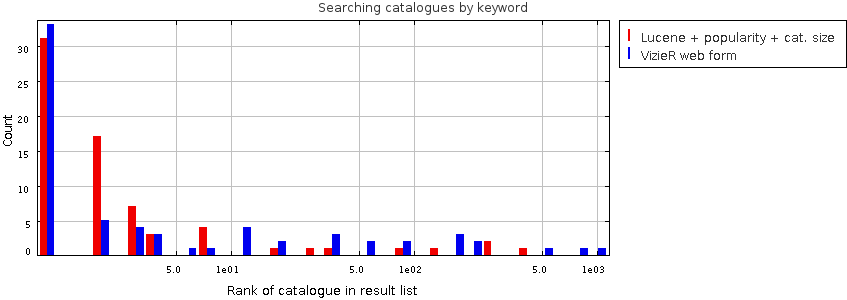 Searching catalogues by keyword
Lucene + popularity + cat. size
VizieR web form
Count
30
25
20
15
10
5
0
5.0 1e01 5.0 1e02 5.0 1e03
Rank of catalogue in result list